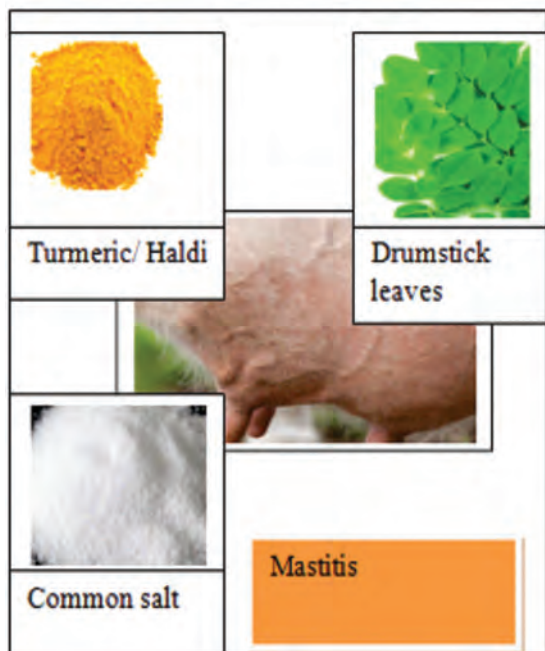 Turmeric/ Haldi
Drumstick
leaves
Common salt
Mastitis